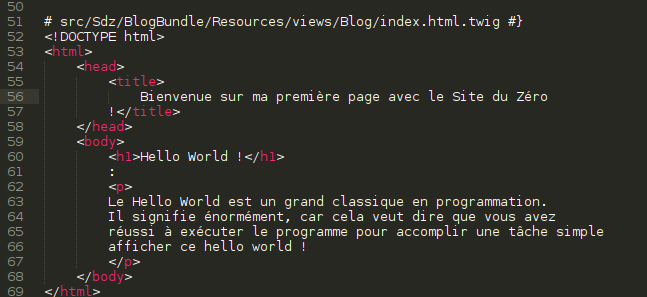 50
51 # src/Sdz/BlogBundle/Resources/views/Blog/index.html.twig #}
52 <!DOCTYPE html>
53 <html>
54     <head>
55         <title>
56             Bienvenue sur ma première page avec le Site du Zéro
57         !</title>
58     </head>
59     <body>
60         <h1>Hello World !</h1>
61         :
62         <p>
63         Le Hello World est un grand classique en programmation.
64         Il signifie énormément, car cela veut dire que vous avez
65         réussi à exécuter le programme pour accomplir une tâche simple
66         afficher ce hello world !
67         </p>
68     </body>
69 </html>